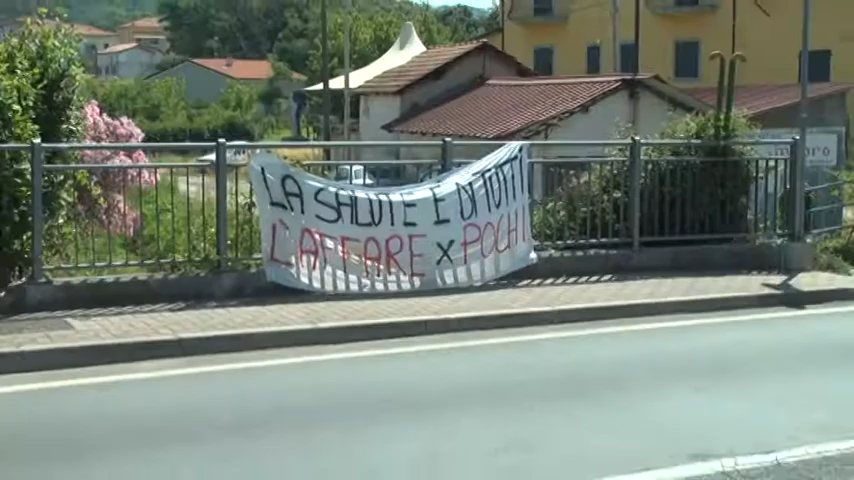 LA SALUTE È DI TUTTI
L'AFFARE X POCHI